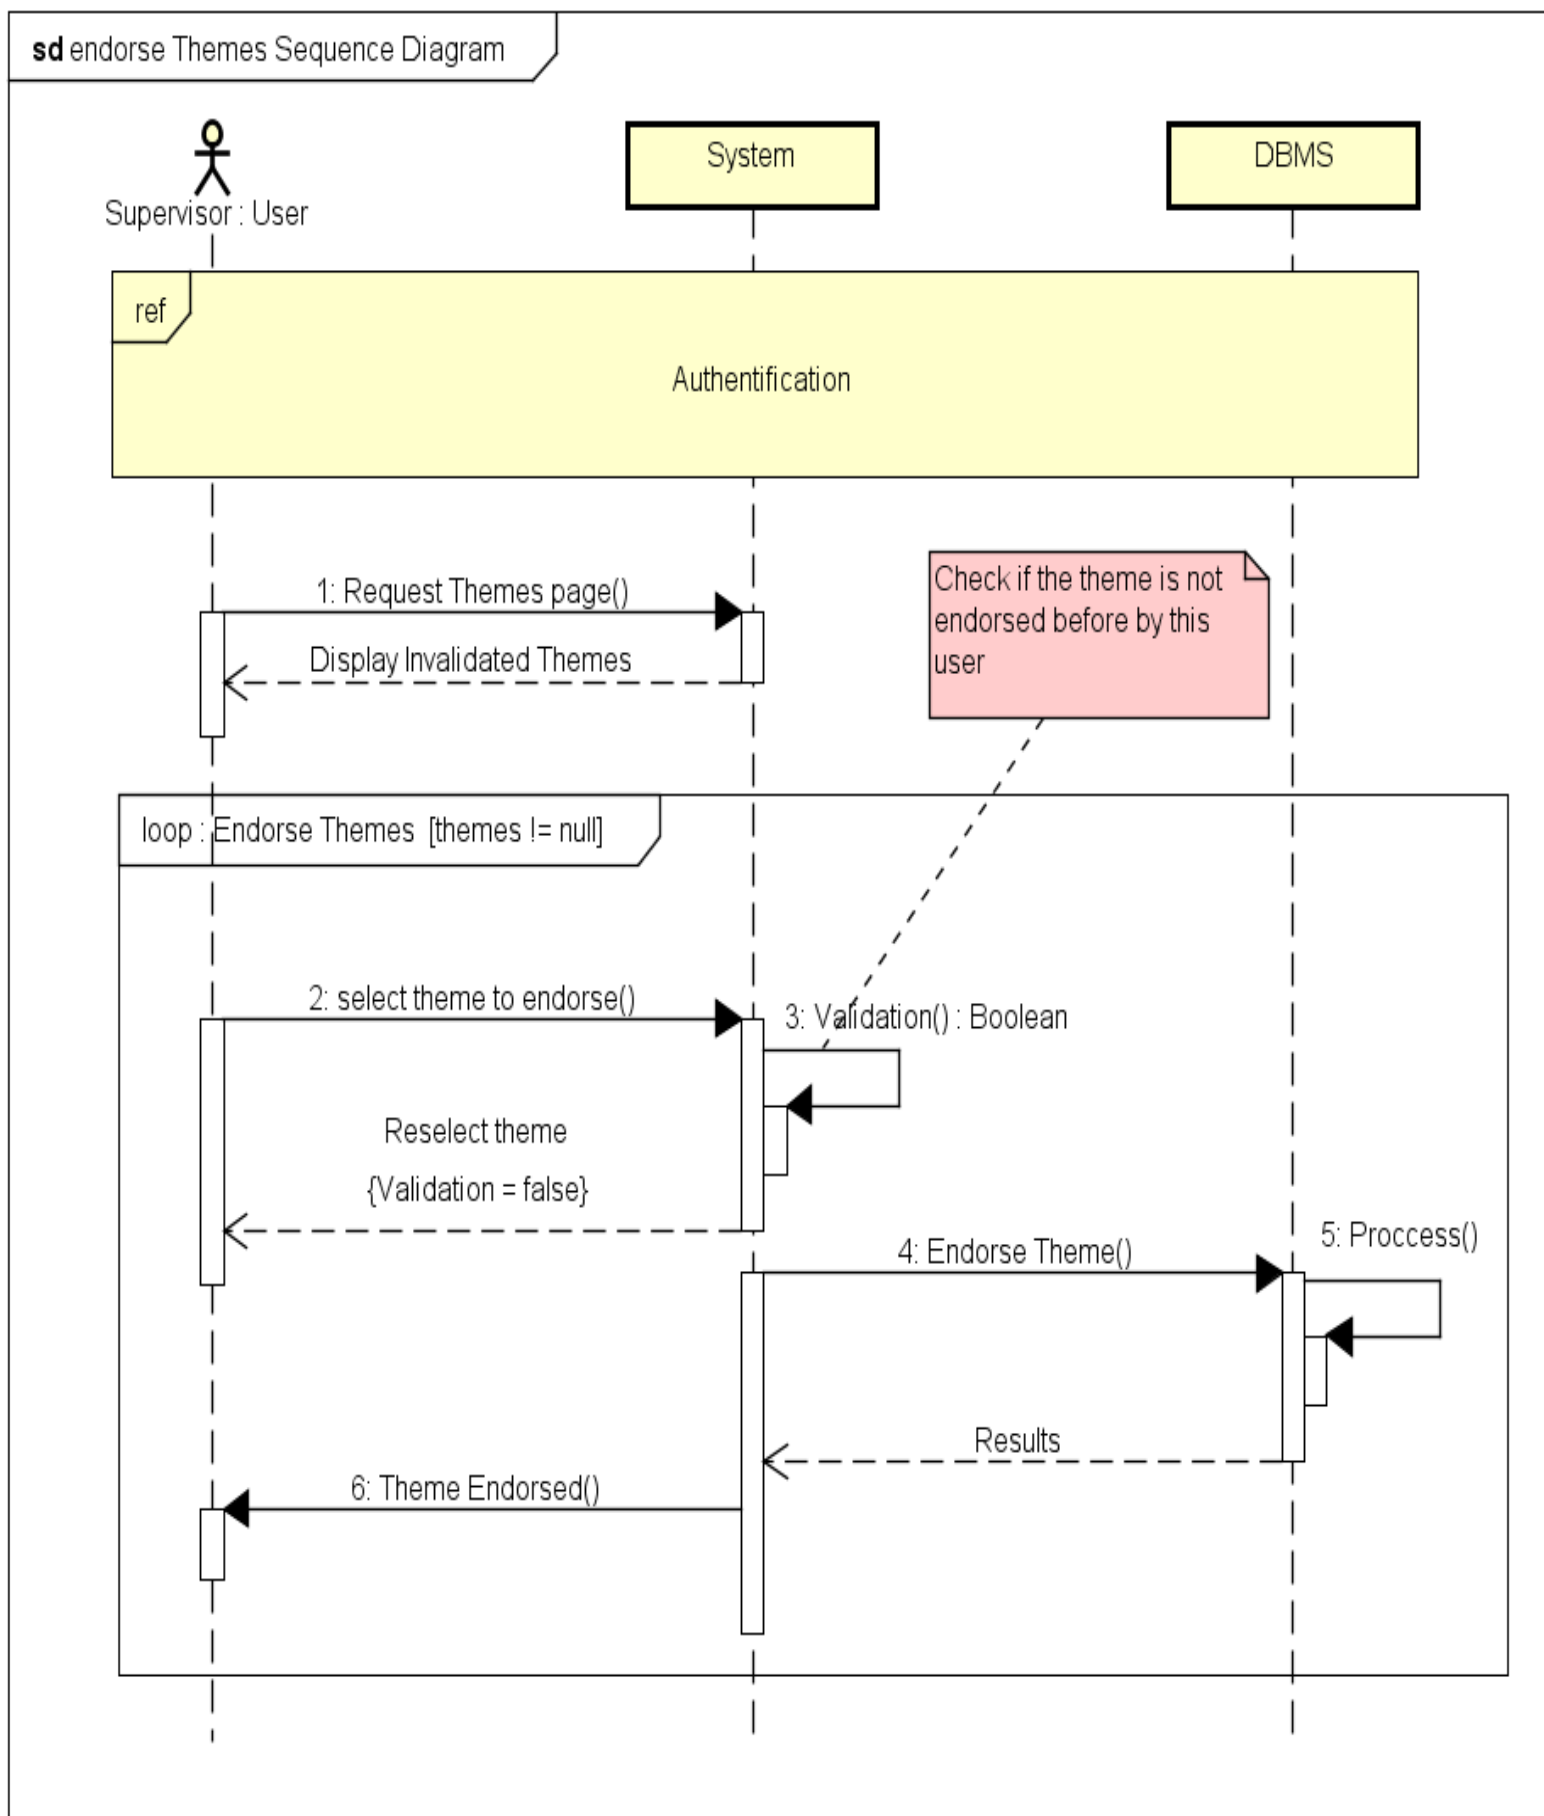 sd endorse Themes Sequence Diagram
Supervisor : User
System
DBMS
ref
Authentification
1: Request Themes page()
Display Invalidated Themes
Check if the theme is not
endorsed before by this
user
loop : Endorse Themes [themes != null]
2: select theme to endorse()
3: Validation() : Boolean
Reselect theme
{Validation = false}
4: Endorse Theme()
5: Proccess()
Results
6: Theme Endorsed()